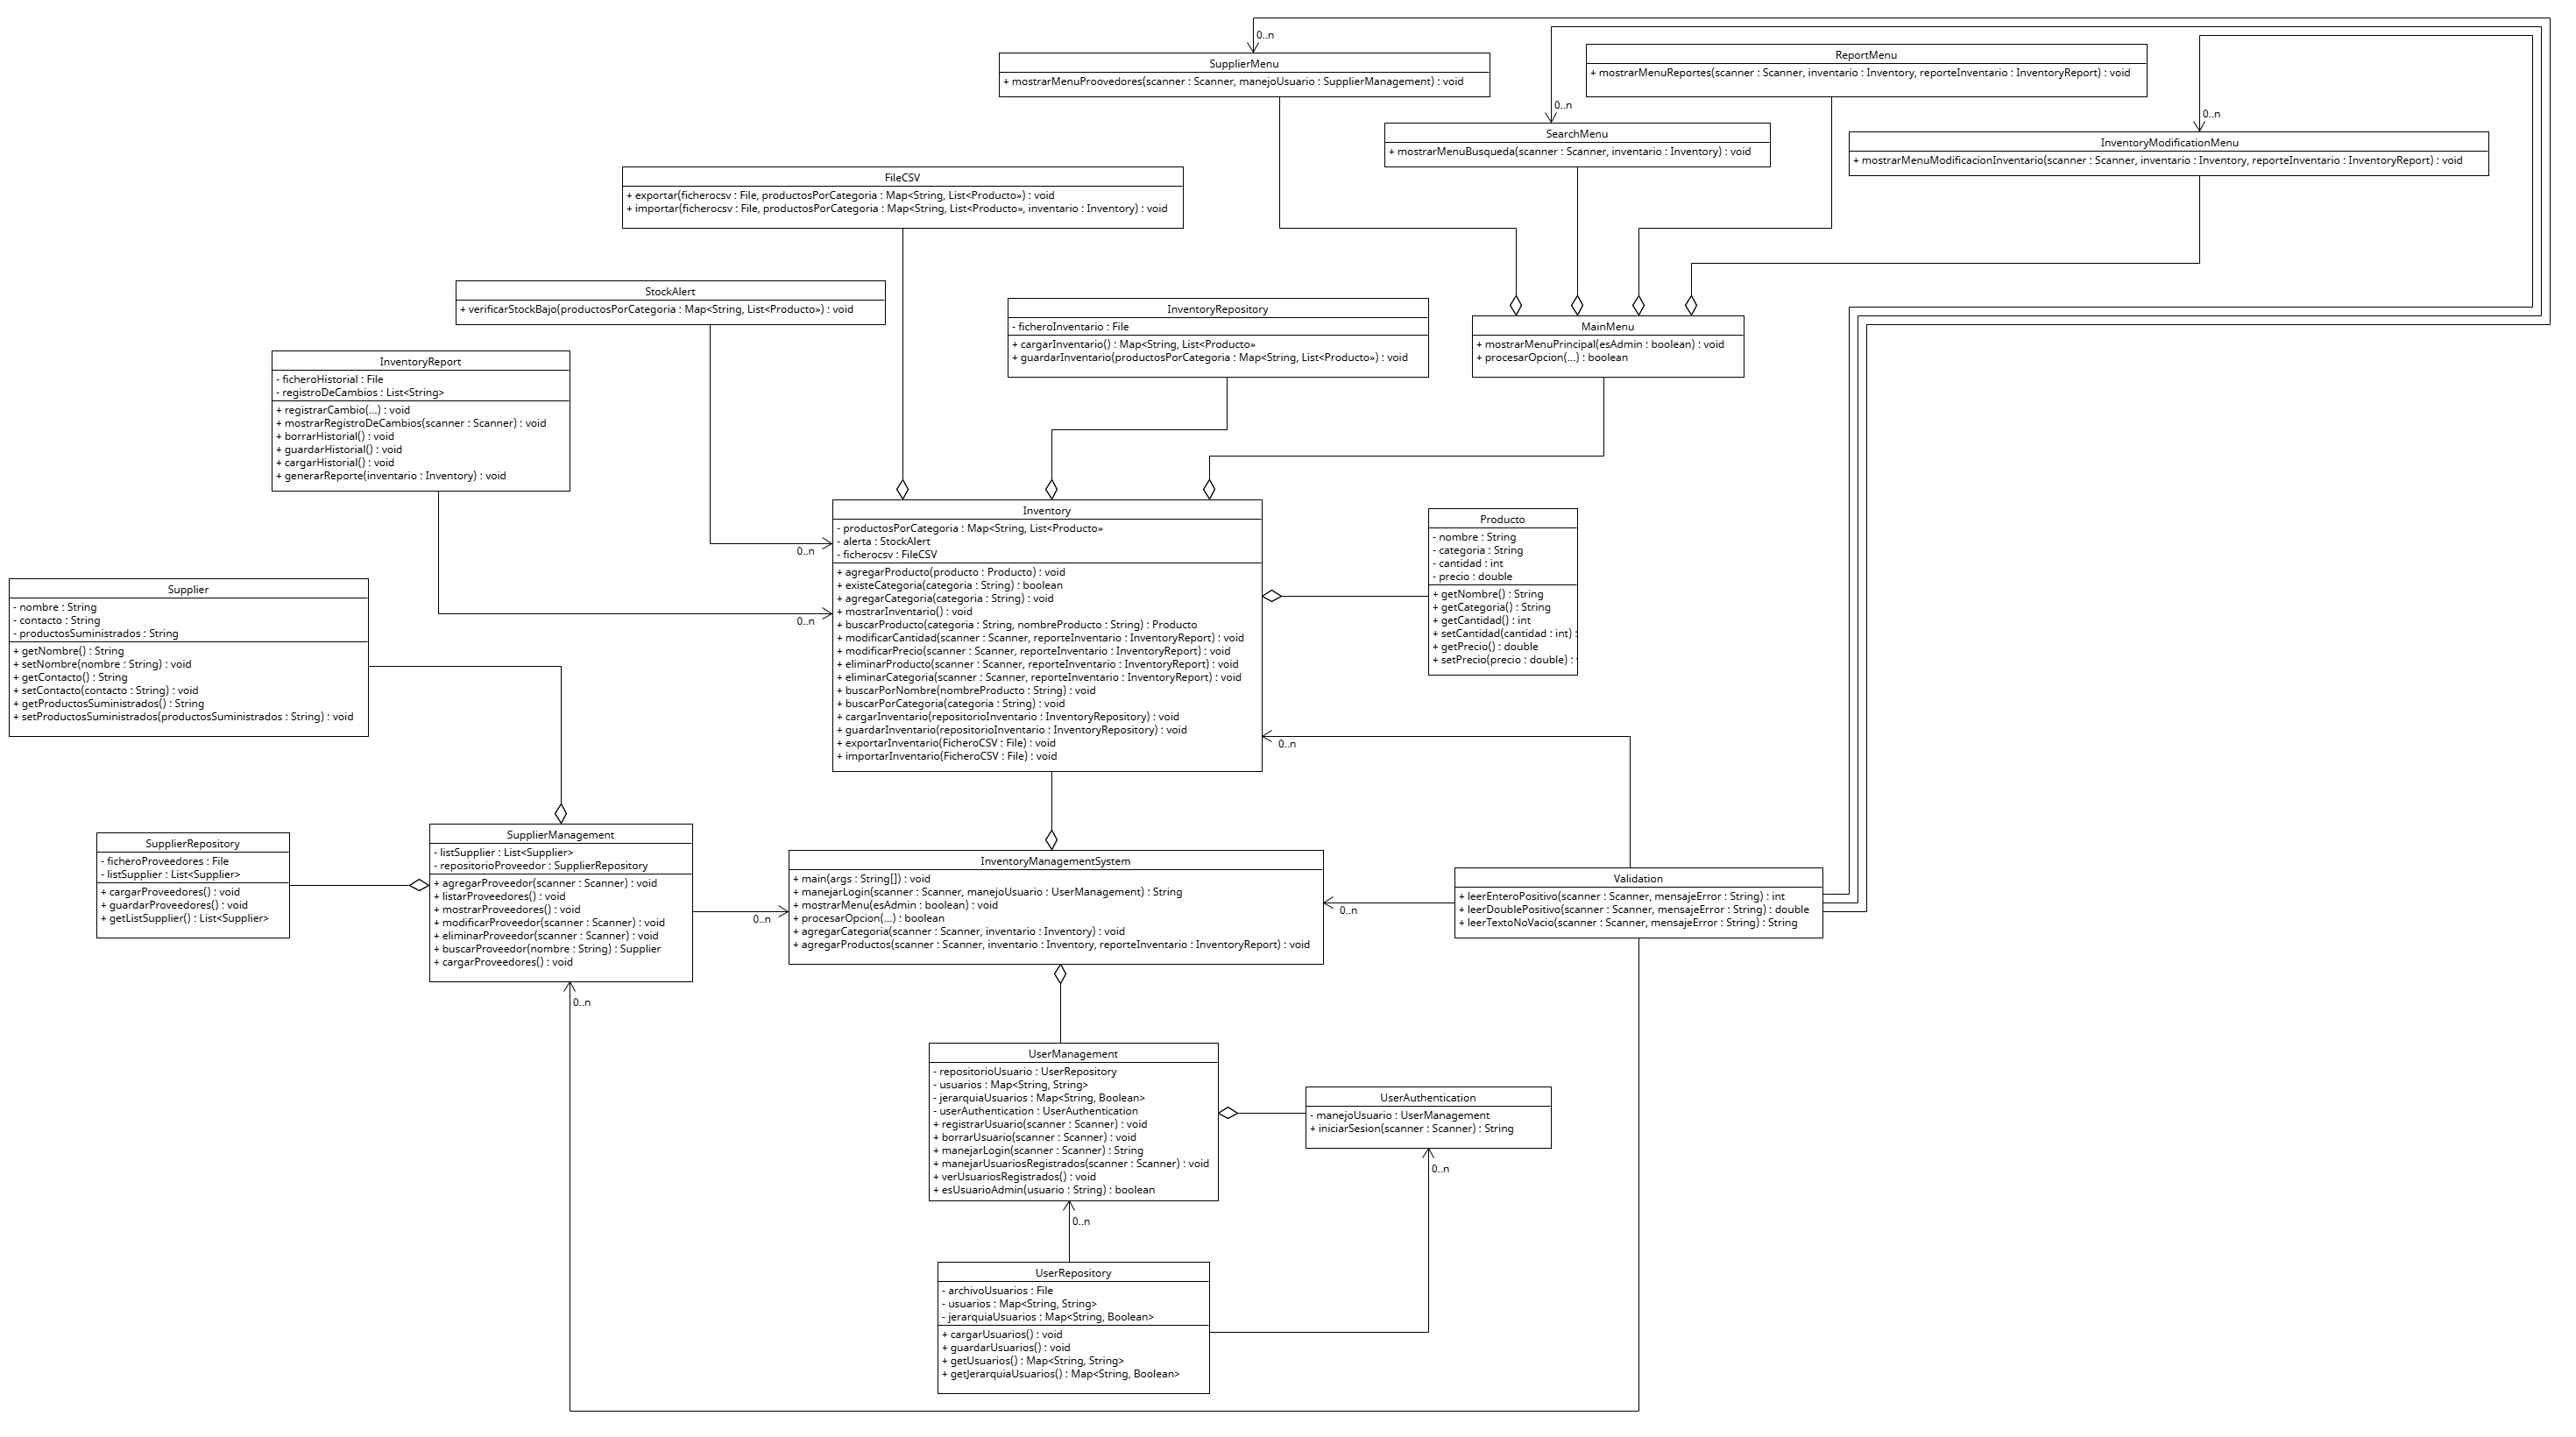 0..n
SupplierMenu
+ mostrarMenuProovedores(scanner : Scanner, manejoUsuario : SupplierManagement) : void
ReportMenu
+ mostrarMenuReportes(scanner : Scanner, inventario : Inventory, reporteInventario : InventoryReport) : void
0..n
SearchMenu
+ mostrarMenuBusqueda(scanner : Scanner, inventario : Inventory) : void
0..n
InventoryModificationMenu
+ mostrarMenuModificacionInventario(scanner : Scanner, inventario : Inventory, reporteInventario : InventoryReport) : void
FileCSV
+ exportar(ficherocsv : File, productosPorCategoria : Map<String, List<Producto») : void
+ importar(ficherocsv : File, productosPorCategoria : Map<String, List<Producto», inventario : Inventory) : void
StockAlert
+ verificarStockBajo(productosPorCategoria : Map<String, List<Producto») : void
InventoryRepository
- ficheroInventario : File
+ cargarInventario() : Map<String, List<Producto»
+ guardarInventario(productosPorCategoria : Map<String, List<Producto») : void
MainMenu
+ mostrarMenuPrincipal(esAdmin : boolean) : void
+ procesarOpcion(...) : boolean
InventoryReport
- ficheroHistorial : File
- registroDeCambios : List<String>
+ registrarCambio(...) : void
+ mostrarRegistroDeCambios(scanner : Scanner) : void
+ borrarHistorial() : void
+ guardarHistorial() : void
+ cargarHistorial() : void
+ generarReporte(inventario : Inventory) : void
Inventory
- productosPorCategoria : Map<String, List<Producto»
- alerta : StockAlert
- ficherocsv : FileCSV
+ agregarProducto(producto : Producto) : void
+ existeCategoria(categoria : String) : boolean
+ agregarCategoria(categoria : String) : void
+ mostrarInventario() : void
+ buscarProducto(categoria : String, nombreProducto : String) : Producto
+ modificarCantidad(scanner : Scanner, reporteInventario : InventoryReport) : void
+ modificarPrecio(scanner : Scanner, reporteInventario : InventoryReport) : void
+ eliminarProducto(scanner : Scanner, reporteInventario : InventoryReport) : void
+ eliminarCategoria(scanner : Scanner, reporteInventario : InventoryReport) : void
+ buscarPorNombre(nombreProducto : String) : void
+ buscarPorCategoria(categoria : String) : void
+ cargarInventario(repositorioInventario : InventoryRepository) : void
+ guardarInventario(repositorioInventario : InventoryRepository) : void
+ exportarInventario(FicheroCSV : File) : void
+ importarInventario(FicheroCSV : File) : void
0..n
0..n
0..n
Producto
- nombre : String
- categoria : String
- cantidad : int
- precio : double
+ getNombre() : String
+ getCategoria() : String
+ getCantidad() : int
+ setCantidad(cantidad : int) :
+ getPrecio() : double
+ setPrecio(precio : double) :
Supplier
- nombre : String
- contacto : String
- productosSuministrados : String
+ getNombre() : String
+ setNombre(nombre : String) : void
+ getContacto() : String
+ setContacto(contacto : String) : void
+ getProductosSuministrados() : String
+ setProductosSuministrados(productosSuministrados : String) : void
SupplierRepository
- ficheroProveedores : File
- listSupplier : List<Supplier>
+ cargarProveedores() : void
+ guardarProveedores() : void
+ getListSupplier() : List<Supplier>
SupplierManagement
- listSupplier : List<Supplier>
- repositorioProveedor : SupplierRepository
+ agregarProveedor(scanner : Scanner) : void
+ listarProveedores() : void
+ mostrarProveedores() : void
+ modificarProveedor(scanner : Scanner) : void
+ eliminarProveedor(scanner : Scanner) : void
+ buscarProveedor(nombre : String) : Supplier
+ cargarProveedores() : void
0..n
0..n
InventoryManagementSystem
+ main(args : String[]) : void
+ manejarLogin(scanner : Scanner, manejoUsuario : UserManagement) : String
+ mostrarMenu(esAdmin : boolean) : void
+ procesarOpcion(...) : boolean
+ agregarCategoria(scanner : Scanner, inventario : Inventory) : void
+ agregarProductos(scanner : Scanner, inventario : Inventory, reporteInventario : InventoryReport) : void
0..n
Validation
+ leerEnteroPositivo(scanner : Scanner, mensajeError : String) : int
+ leerDoublePositivo(scanner : Scanner, mensajeError : String) : double
+ leerTextoNoVacio(scanner : Scanner, mensajeError : String) : String
UserManagement
- repositorioUsuario : UserRepository
- usuarios : Map<String, String>
- jerarquiaUsuarios : Map<String, Boolean>
- userAuthentication : UserAuthentication
+ registrarUsuario(scanner : Scanner) : void
+ borrarUsuario(scanner : Scanner) : void
+ manejarLogin(scanner : Scanner) : String
+ manejarUsuariosRegistrados(scanner : Scanner) : void
+ verUsuariosRegistrados() : void
+ esUsuarioAdmin(usuario : String) : boolean
0..n
UserAuthentication
- manejoUsuario : UserManagement
+ iniciarSesion(scanner : Scanner) : String
0..n
UserRepository
- archivoUsuarios : File
- usuarios : Map<String, String>
- jerarquiaUsuarios : Map<String, Boolean>
+ cargarUsuarios() : void
+ guardarUsuarios() : void
+ getUsuarios() : Map<String, String>
+ getJerarquiaUsuarios() : Map<String, Boolean>